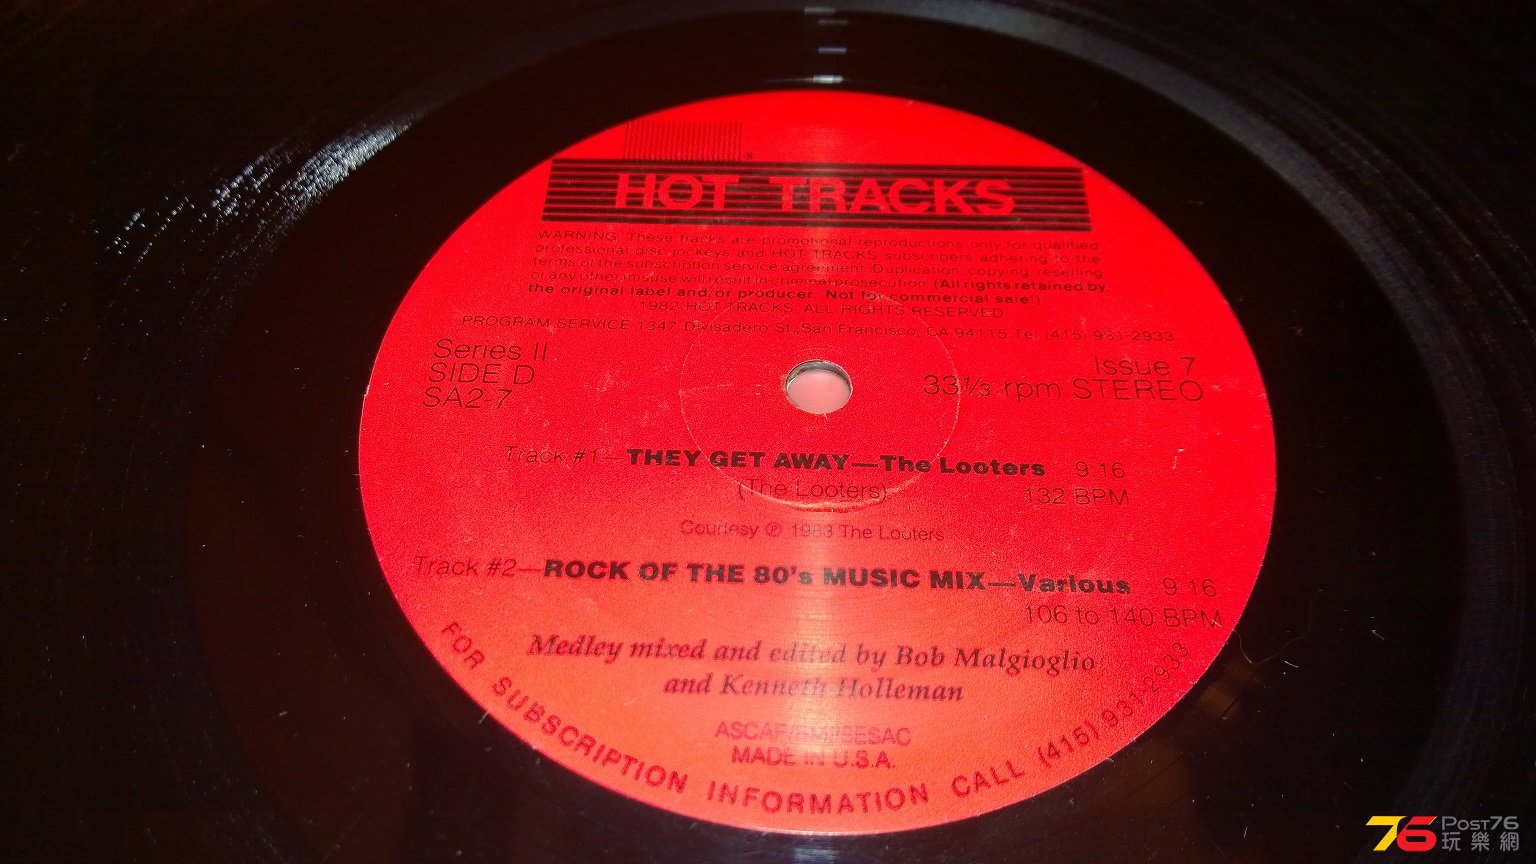 HOT TRACKS
WARNING: These tracks are promotional reproductions only for qualified
professional disc jockeys and HOT TRACKS subscribers adhering to the
terms of the subscription service agreement. Duplication, copying, reselling
or any other misuse will result in criminal prosecution. (All rights retained by
the original label and/or producer. Not for commercial sale!)
1982 HOT TRACKS. ALL RIGHTS RESERVED
PROGRAM SERVICE 1347 Divisadero St., San Francisco, CA 94115 Tel. (415) 931-2933
Series II
SIDE D
SA2-7
Issue 7
33⅓ rpm STEREO
Track #1—THEY GET AWAY—The Looters 9:16
(The Looters) 132 BPM
Courtesy ℗ 1983 The Looters
Track #2—ROCK OF THE 80's MUSIC MIX—Various 9:16
106 to 140 BPM
Medley mixed and edited by Bob Malgioglio
and Kenneth Holleman
ASCAP/BMI/SESAC
MADE IN U.S.A.
FOR SUBSCRIPTION INFORMATION CALL (415) 931-2933
76 POST76
玩樂網